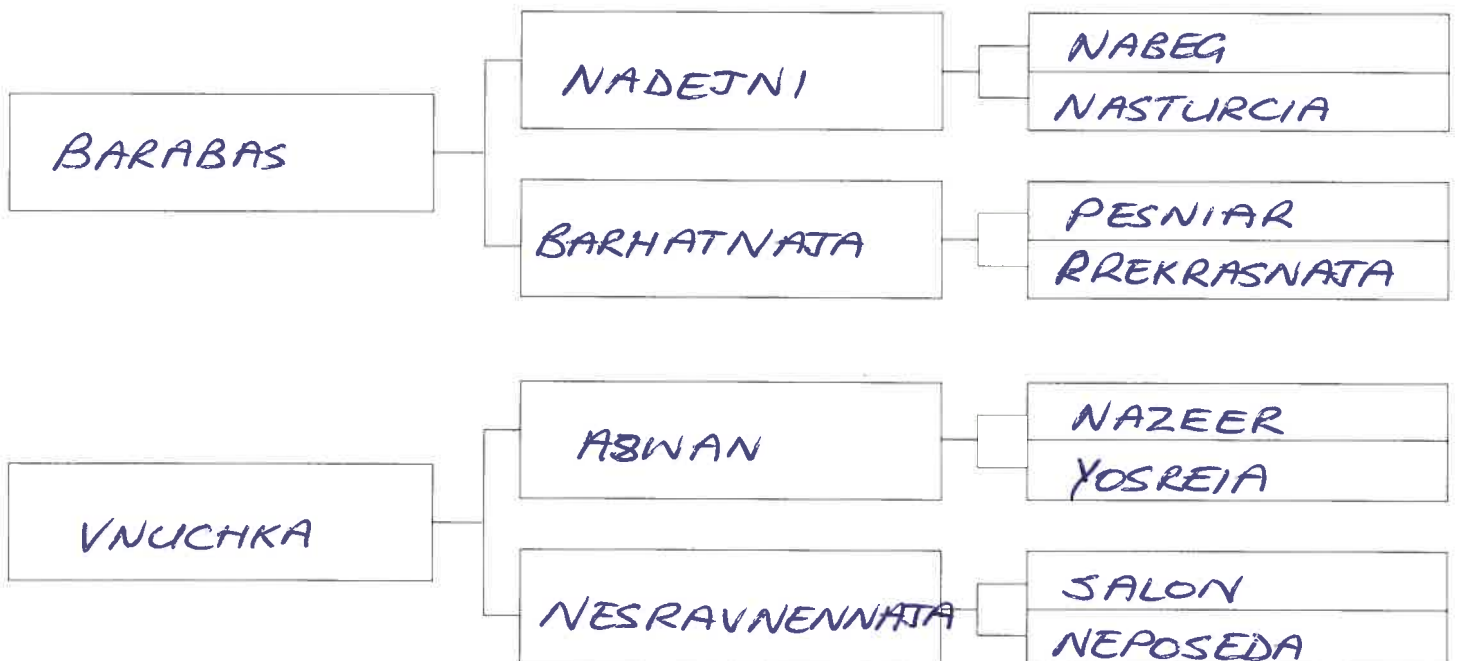 BARABAS
NADEJNI
NABEG
NASTURCIA
BARHATNAJA
PESNIAR
RREKRASNAJA
VNUCHKA
ASWAN
NAZEER
YOSREIA
NESRAVNENNAJA
SALON
NEPOSEDA